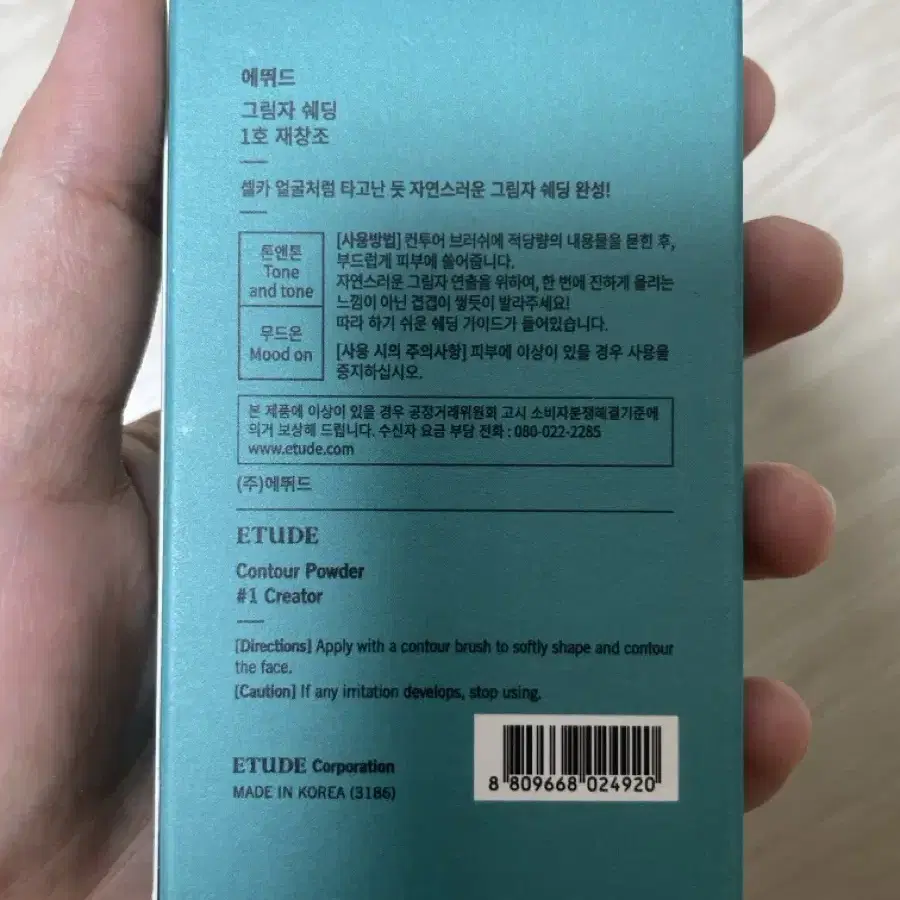 에뛰드
그림자 쉐딩
1호 재창조
셀카 얼굴처럼 타고난 듯 자연스러운 그림자 쉐딩 완성!
톤앤톤
Tone
and tone
무드온
Mood on
[사용방법] 컨투어 브러쉬에 적당량의 내용물을 묻힌 후,
부드럽게 피부에 쓸어줍니다.
자연스러운 그림자 연출을 위하여, 한 번에 진하게 올리는
느낌이 아닌 겹겹이 쌓듯이 발라주세요!
따라 하기 쉬운 쉐딩 가이드가 들어있습니다.
[사용 시의 주의사항] 피부에 이상이 있을 경우 사용을
중지하십시오.
본 제품에 이상이 있을 경우 공정거래위원회 고시 소비자분쟁해결기준에
의거 보상해 드립니다. 수신자 요금 부담 전화 : 080-022-2285
www.etude.com
(주)에뛰드
ETUDE
Contour Powder
#1 Creator
[Directions] Apply with a contour brush to softly shape and contour
the face.
[Caution] If any irritation develops, stop using.
ETUDE Corporation
MADE IN KOREA (3186)
8 809668 024920